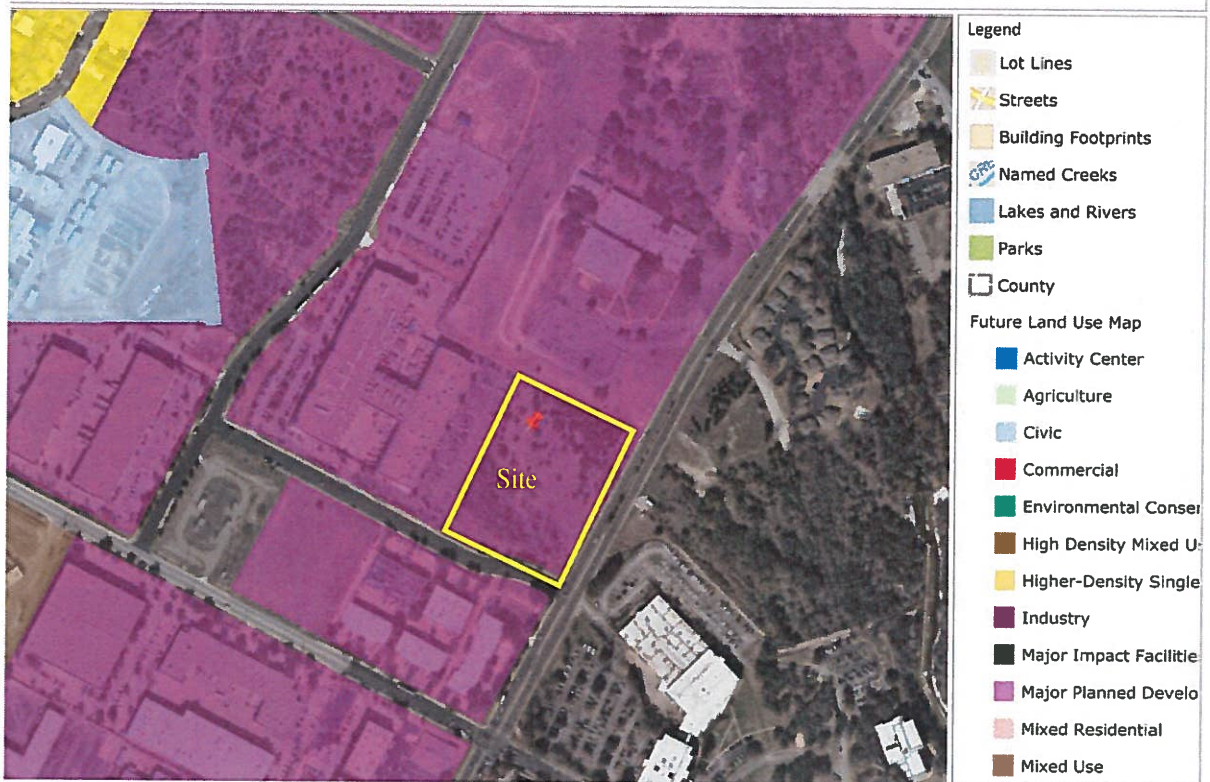 Site
Legend
Lot Lines
Streets
Building Footprints
CRE
Named Creeks
Lakes and Rivers
Parks
County
Future Land Use Map
Activity Center
Agriculture
Civic
Commercial
Environmental Conser
High Density Mixed U
Higher-Density Single
Industry
Major Impact Facilitie
Major Planned Develo
Mixed Residential
Mixed Use